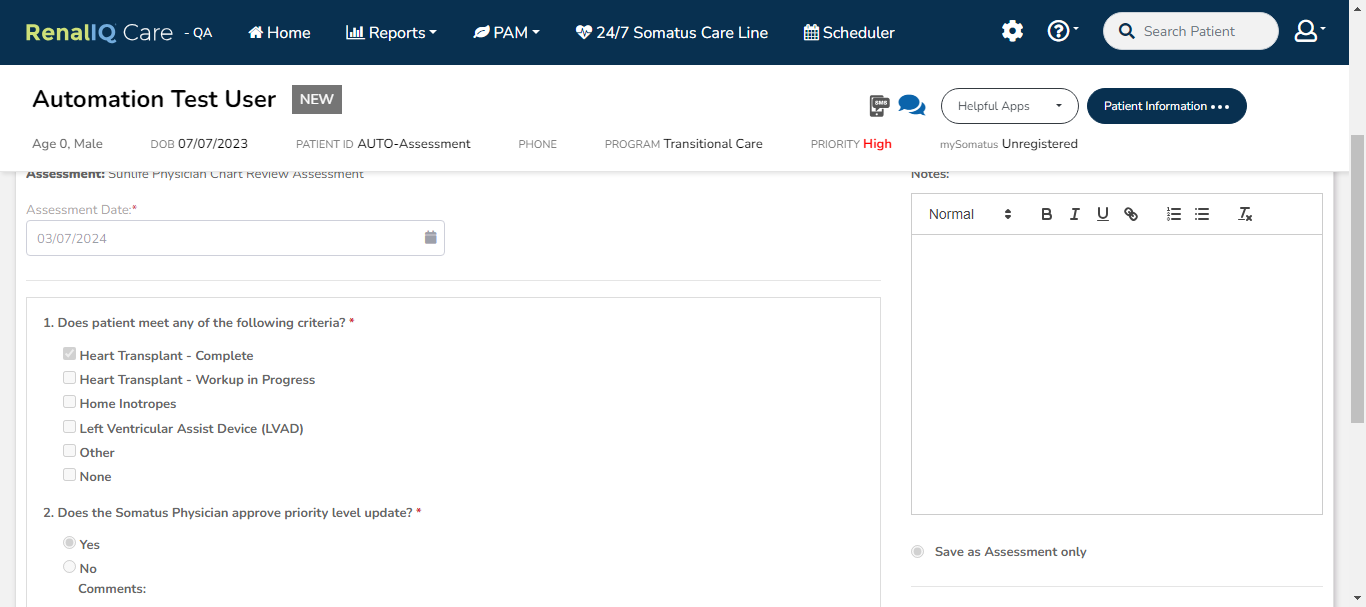 RenalIQ Care - QA Home Reports PAM 24/7 Somatus Care Line Scheduler Search Patient
Automation Test User NEW
SMS Helpful Apps Patient Information
Age 0, Male DOB 07/07/2023 PATIENT ID AUTO-Assessment PHONE PROGRAM Transitional Care PRIORITY High mySomatus Unregistered
Assessment: Sunlife Physician Chart Review Assessment
Assessment Date:*
03/07/2024
1. Does patient meet any of the following criteria? *
Heart Transplant - Complete
Heart Transplant - Workup in Progress
Home Inotropes
Left Ventricular Assist Device (LVAD)
Other
None
2. Does the Somatus Physician approve priority level update? *
Yes
No
Comments:
Notes:
Normal B I U
Save as Assessment only